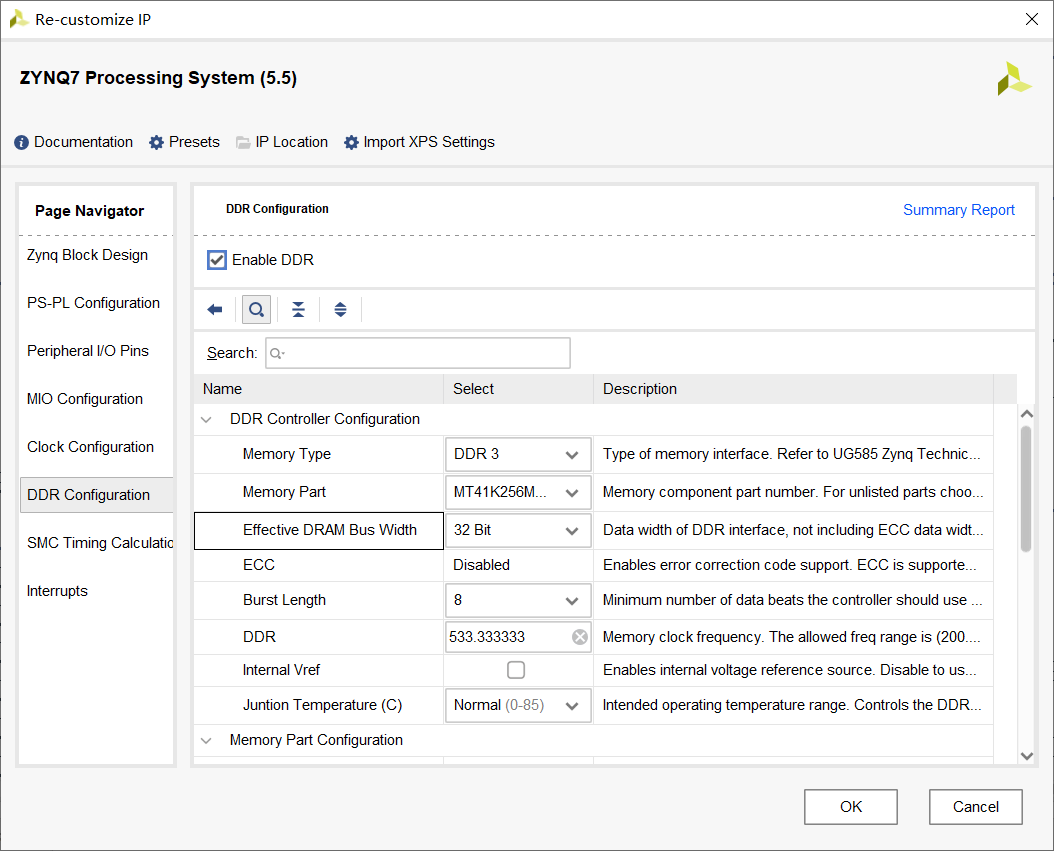 Re-customize IP
ZYNQ7 Processing System (5.5)
Documentation Presets IP Location Import XPS Settings
Page Navigator
Zynq Block Design
PS-PL Configuration
Peripheral I/O Pins
MIO Configuration
Clock Configuration
DDR Configuration
SMC Timing Calculatio
Interrupts
DDR Configuration Summary Report
Enable DDR
Search:
Name Select Description
DDR Controller Configuration
Memory Type DDR 3 Type of memory interface. Refer to UG585 Zynq Technic...
Memory Part MT41K256M... Memory component part number. For unlisted parts choo...
Effective DRAM Bus Width 32 Bit Data width of DDR interface, not including ECC data widt...
ECC Disabled Enables error correction code support. ECC is supporte...
Burst Length 8 Minimum number of data beats the controller should use ...
DDR 533.333333 Memory clock frequency. The allowed freq range is (200....
Internal Vref Enables internal voltage reference source. Disable to us...
Juntion Temperature (C) Normal (0-85) Intended operating temperature range. Controls the DDR...
Memory Part Configuration
OK Cancel